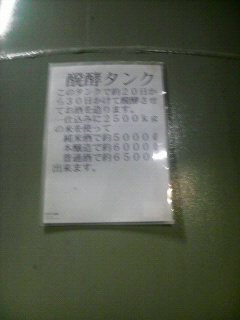 醗酵タンク
このタンクで約20日か
ら30日かけて醗酵させ
てお酒を造ります。
一仕込みに2500kg
の米を使って
純米酒で約5000ℓ
本醸造で約6000ℓ
普通酒で約6500ℓ
出来ます。